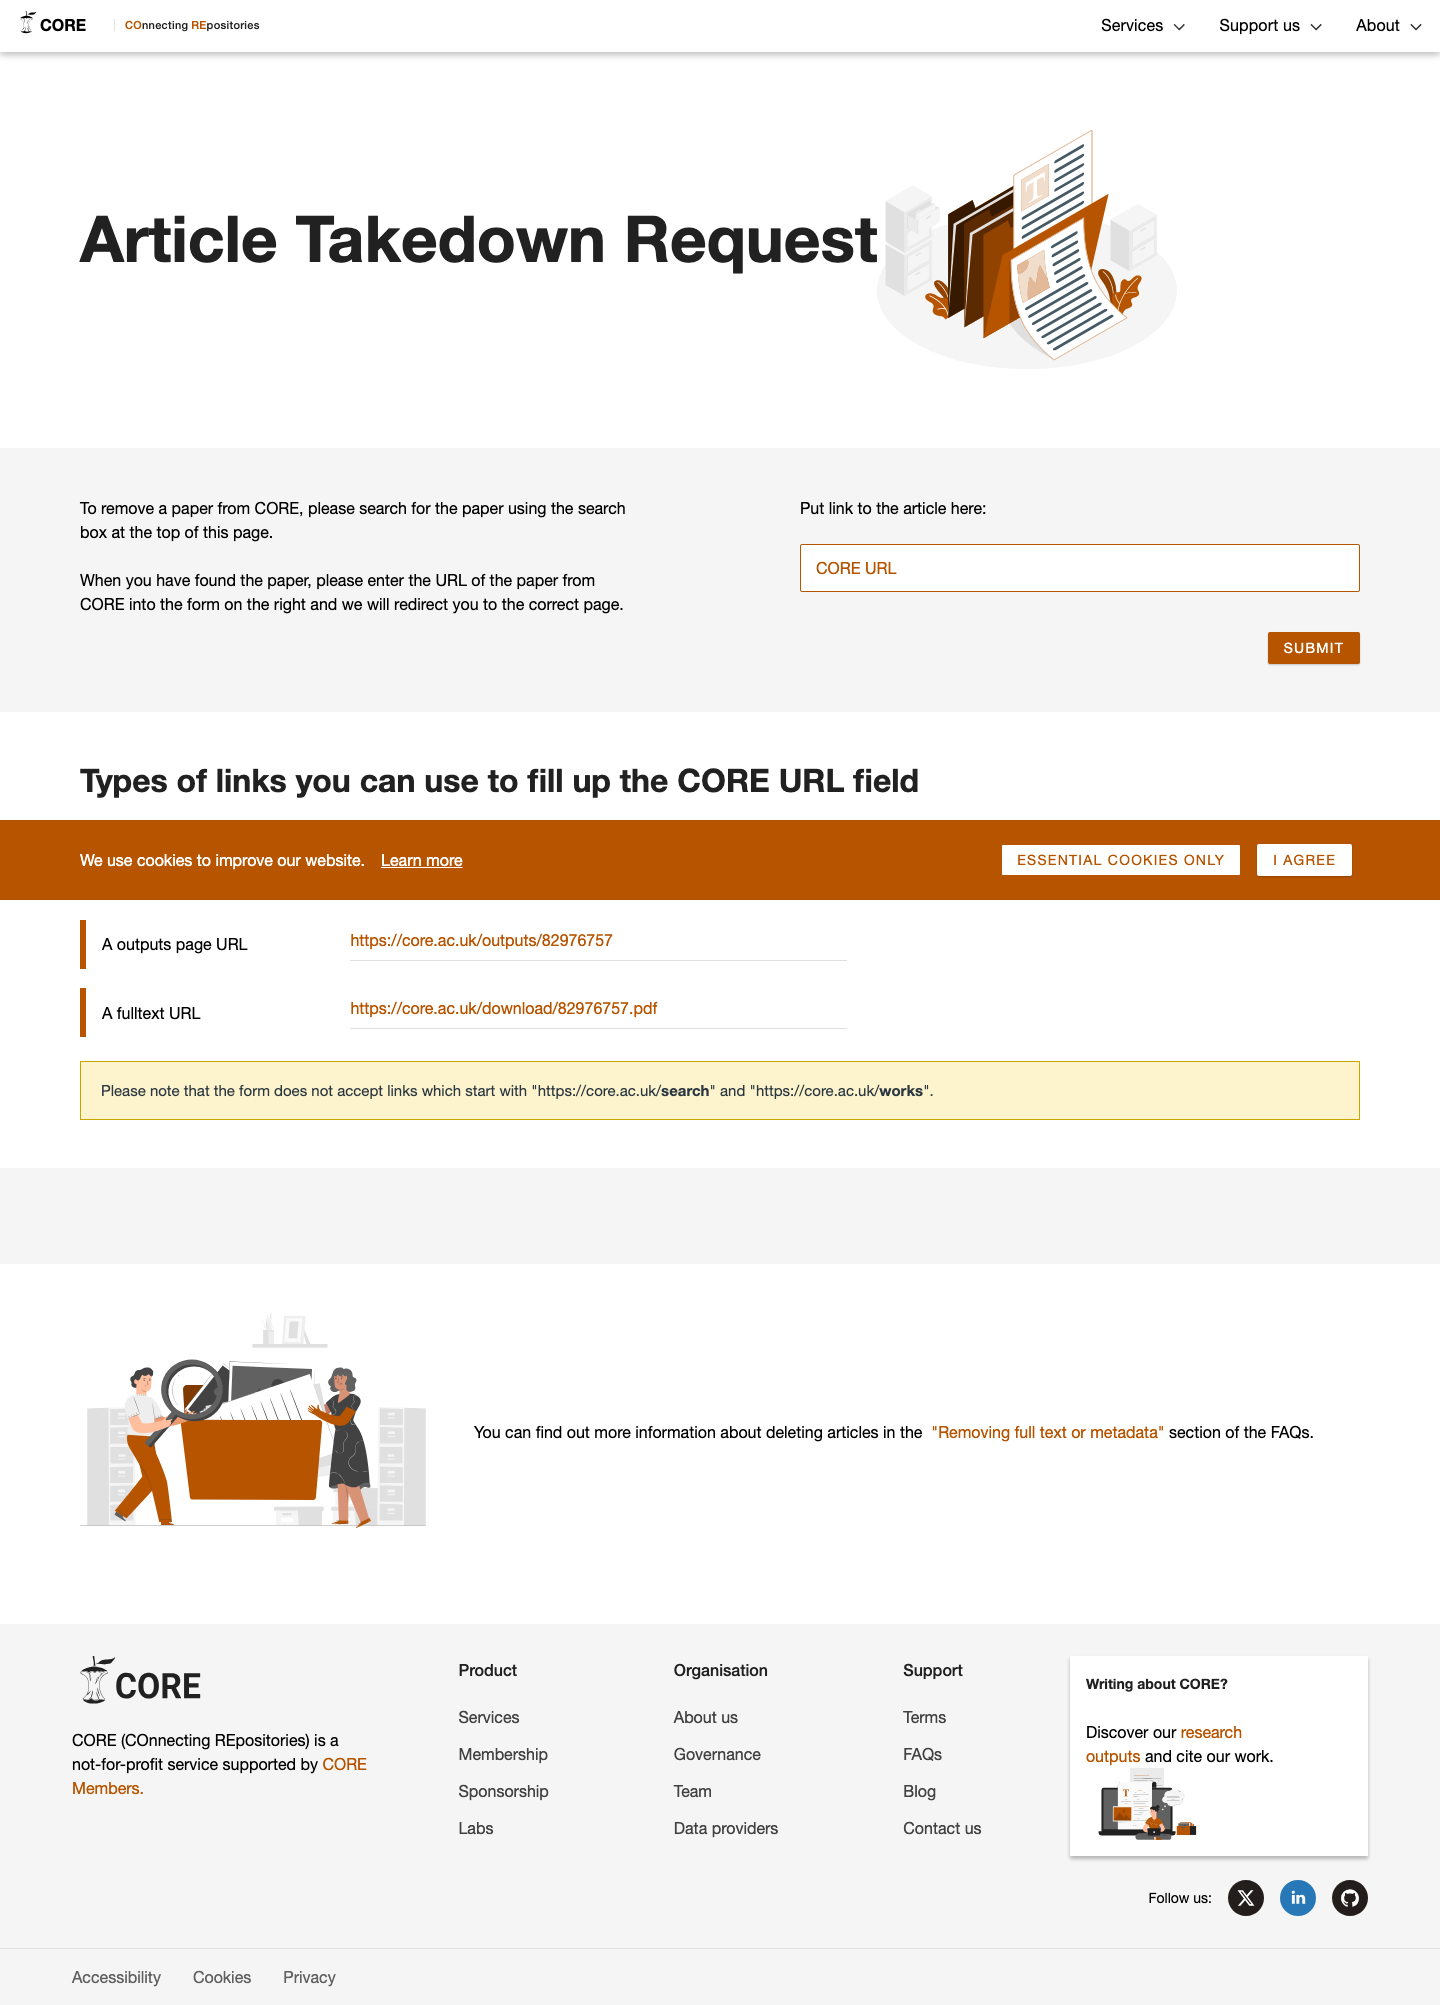 CORE
COnnecting REpositories
Services
Support us
About
Article Takedown Request
To remove a paper from CORE, please search for the paper using the search
box at the top of this page.
When you have found the paper, please enter the URL of the paper from
CORE into the form on the right and we will redirect you to the correct page.
Put link to the article here:
CORE URL
SUBMIT
Types of links you can use to fill up the CORE URL field
We use cookies to improve our website. Learn more
ESSENTIAL COOKIES ONLY
I AGREE
A outputs page URL
https://core.ac.uk/outputs/82976757
A fulltext URL
https://core.ac.uk/download/82976757.pdf
Please note that the form does not accept links which start with "https://core.ac.uk/search" and "https://core.ac.uk/works".
You can find out more information about deleting articles in the "Removing full text or metadata" section of the FAQs.
CORE
CORE (COnnecting REpositories) is a
not-for-profit service supported by CORE
Members.
Product
Services
Membership
Sponsorship
Labs
Organisation
About us
Governance
Team
Data providers
Support
Terms
FAQs
Blog
Contact us
Writing about CORE?
Discover our research
outputs and cite our work.
Follow us:
Accessibility
Cookies
Privacy